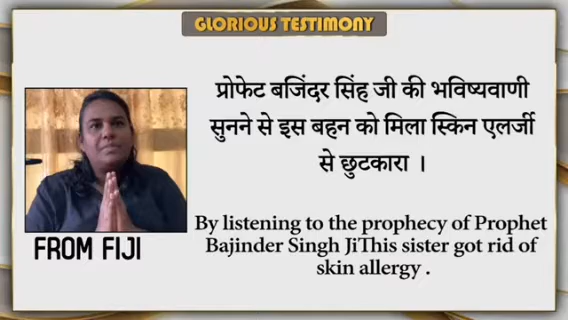 GLORIOUS TESTIMONY
प्रोफेट बजिंदर सिंह जी की भविष्यवाणी
सुनने से इस बहन को मिला स्किन एलर्जी
से छुटकारा ।
By listening to the prophecy of Prophet
Bajinder Singh JiThis sister got rid of
skin allergy .
FROM FIJI